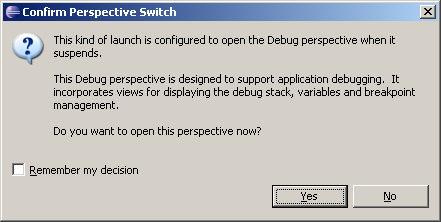 Confirm Perspective Switch
This kind of launch is configured to open the Debug perspective when it
suspends.
This Debug perspective is designed to support application debugging.  It
incorporates views for displaying the debug stack, variables and breakpoint
management.
Do you want to open this perspective now?
Remember my decision
Yes No